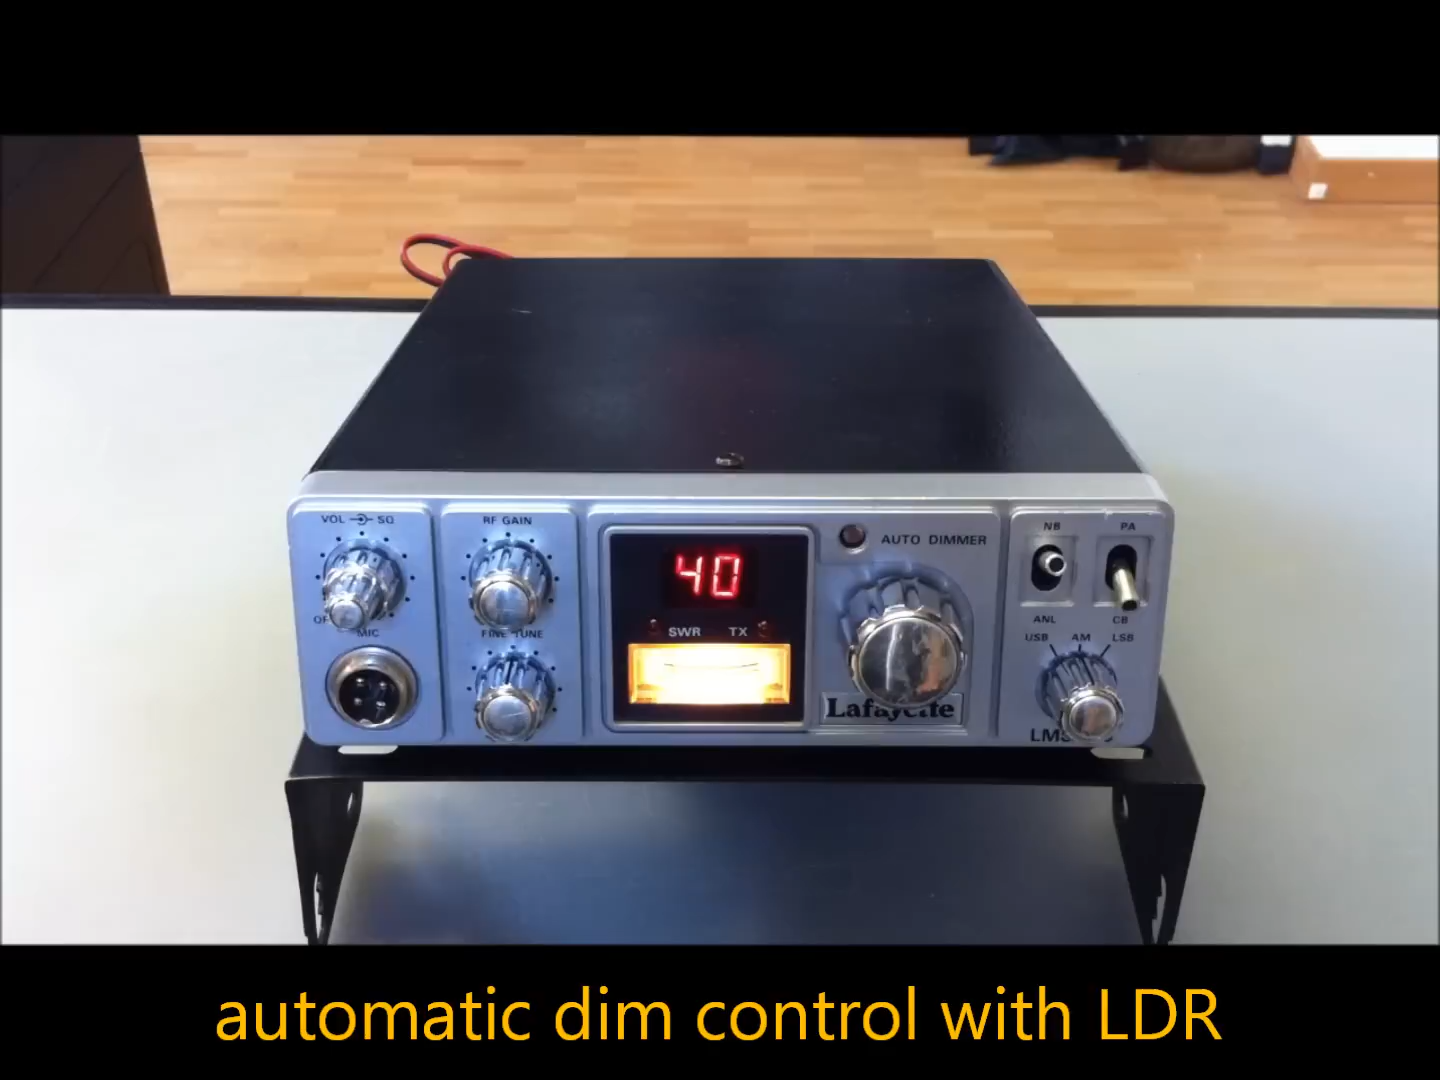 VOL SQ
RF GAIN
40
AUTO DIMMER
NB
PA
MIC
FINE TUNE
SWR TX
ANL
CB
USB AM LSB
Lafayette
automatic dim control with LDR